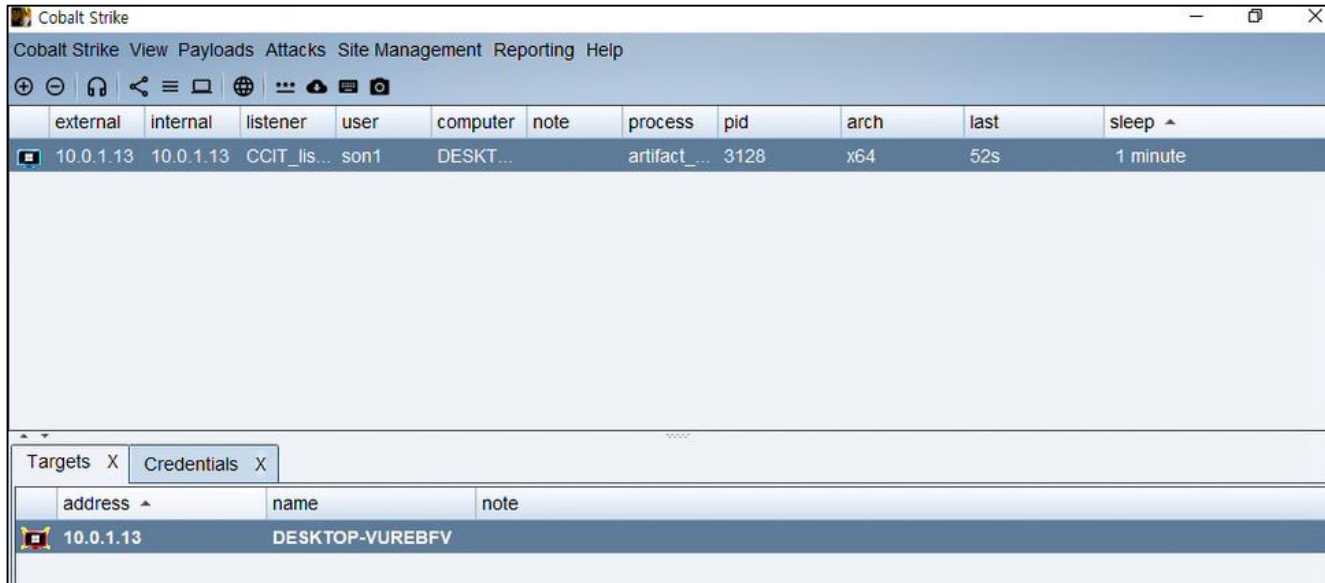 Cobalt Strike
Cobalt Strike View Payloads Attacks Site Management Reporting Help
external internal listener user computer note process pid arch last sleep
10.0.1.13 10.0.1.13 CCIT_lis... son1 DESKT... artifact_... 3128 x64 52s 1 minute
Targets X Credentials X
address name note
10.0.1.13 DESKTOP-VUREBFV